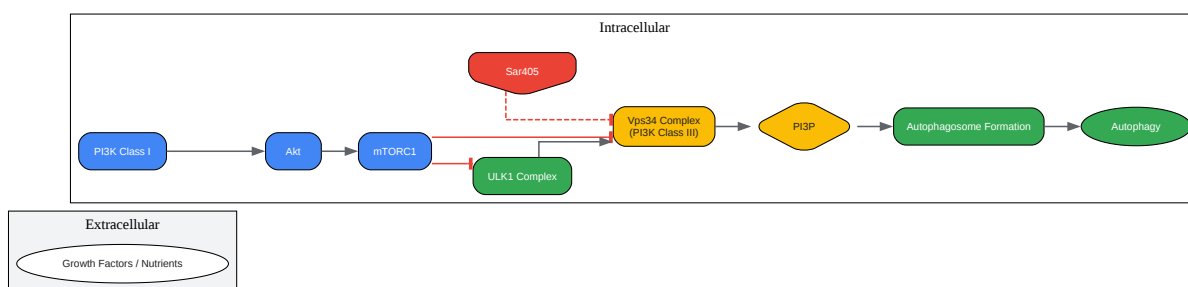 Intracellular
Sar405
Vps34 Complex
(PI3K Class III)
PI3P
Autophagosome Formation
Autophagy
PI3K Class I
Akt
mTORC1
ULK1 Complex
Extracellular
Growth Factors / Nutrients